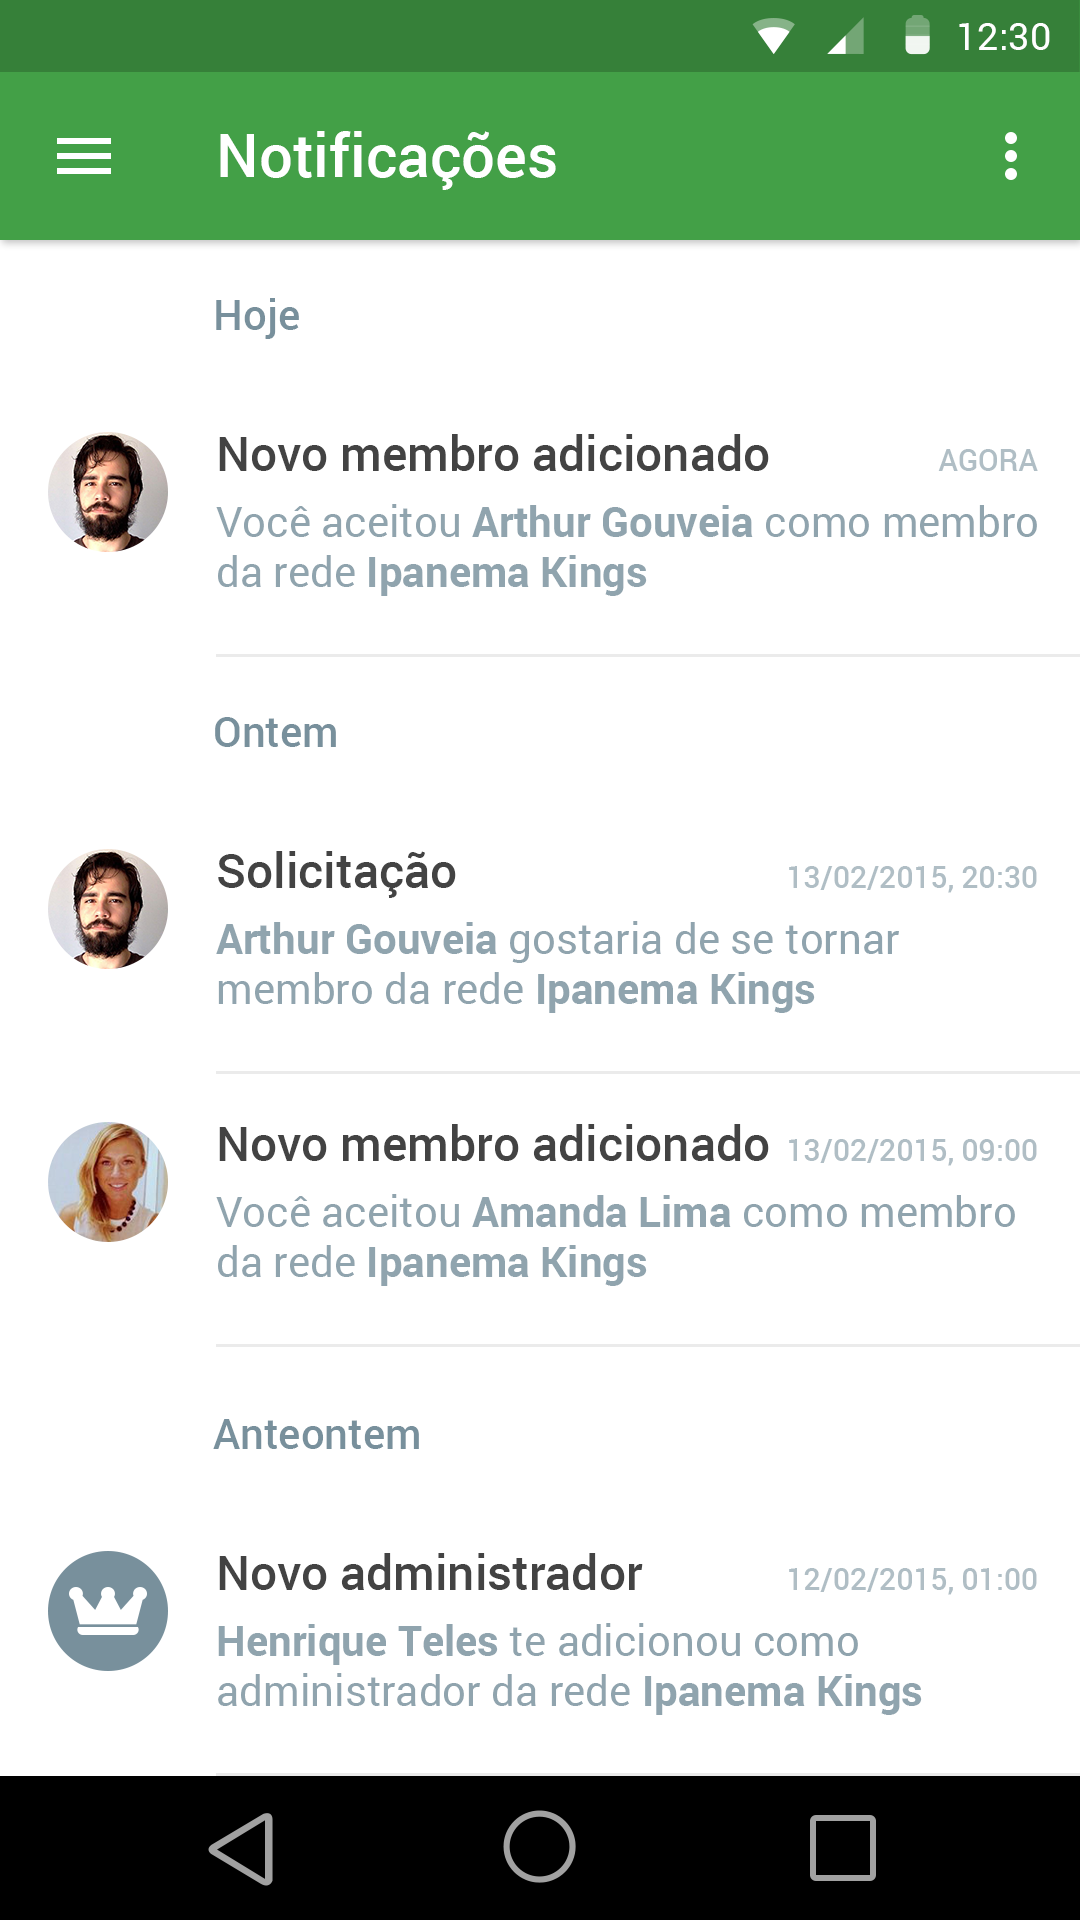 12:30
Notificações
Hoje
Novo membro adicionado AGORA
Você aceitou Arthur Gouveia como membro
da rede Ipanema Kings
Ontem
Solicitação 13/02/2015, 20:30
Arthur Gouveia gostaria de se tornar
membro da rede Ipanema Kings
Novo membro adicionado 13/02/2015, 09:00
Você aceitou Amanda Lima como membro
da rede Ipanema Kings
Anteontem
Novo administrador 12/02/2015, 01:00
Henrique Teles te adicionou como
administrador da rede Ipanema Kings